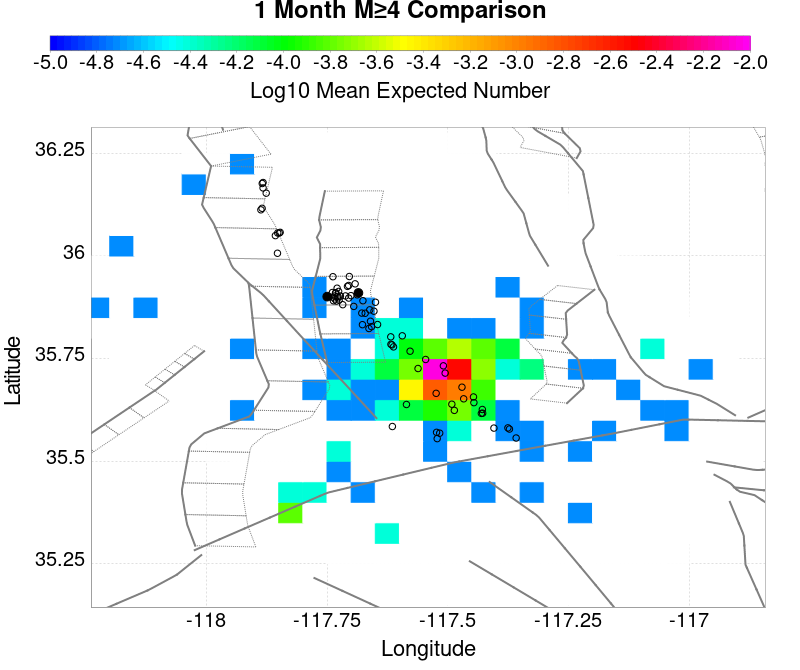 1 Month M≥4 Comparison
-5.0 -4.8 -4.6 -4.4 -4.2 -4.0 -3.8 -3.6 -3.4 -3.2 -3.0 -2.8 -2.6 -2.4 -2.2 -2.0
Log10 Mean Expected Number
36.25
36
35.75
35.5
35.25
Latitude
-118 -117.75 -117.5 -117.25 -117
Longitude